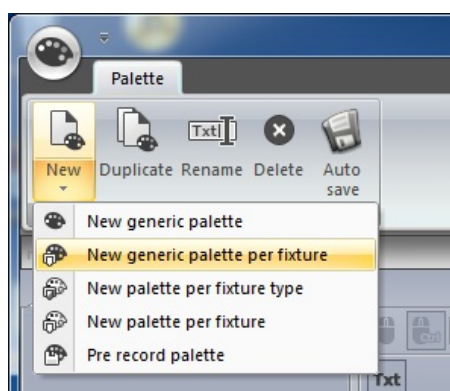 Palette
Txt
New Duplicate Rename Delete Auto save
New generic palette
New generic palette per fixture
New palette per fixture type
New palette per fixture
Pre record palette
Ctrl
Txt